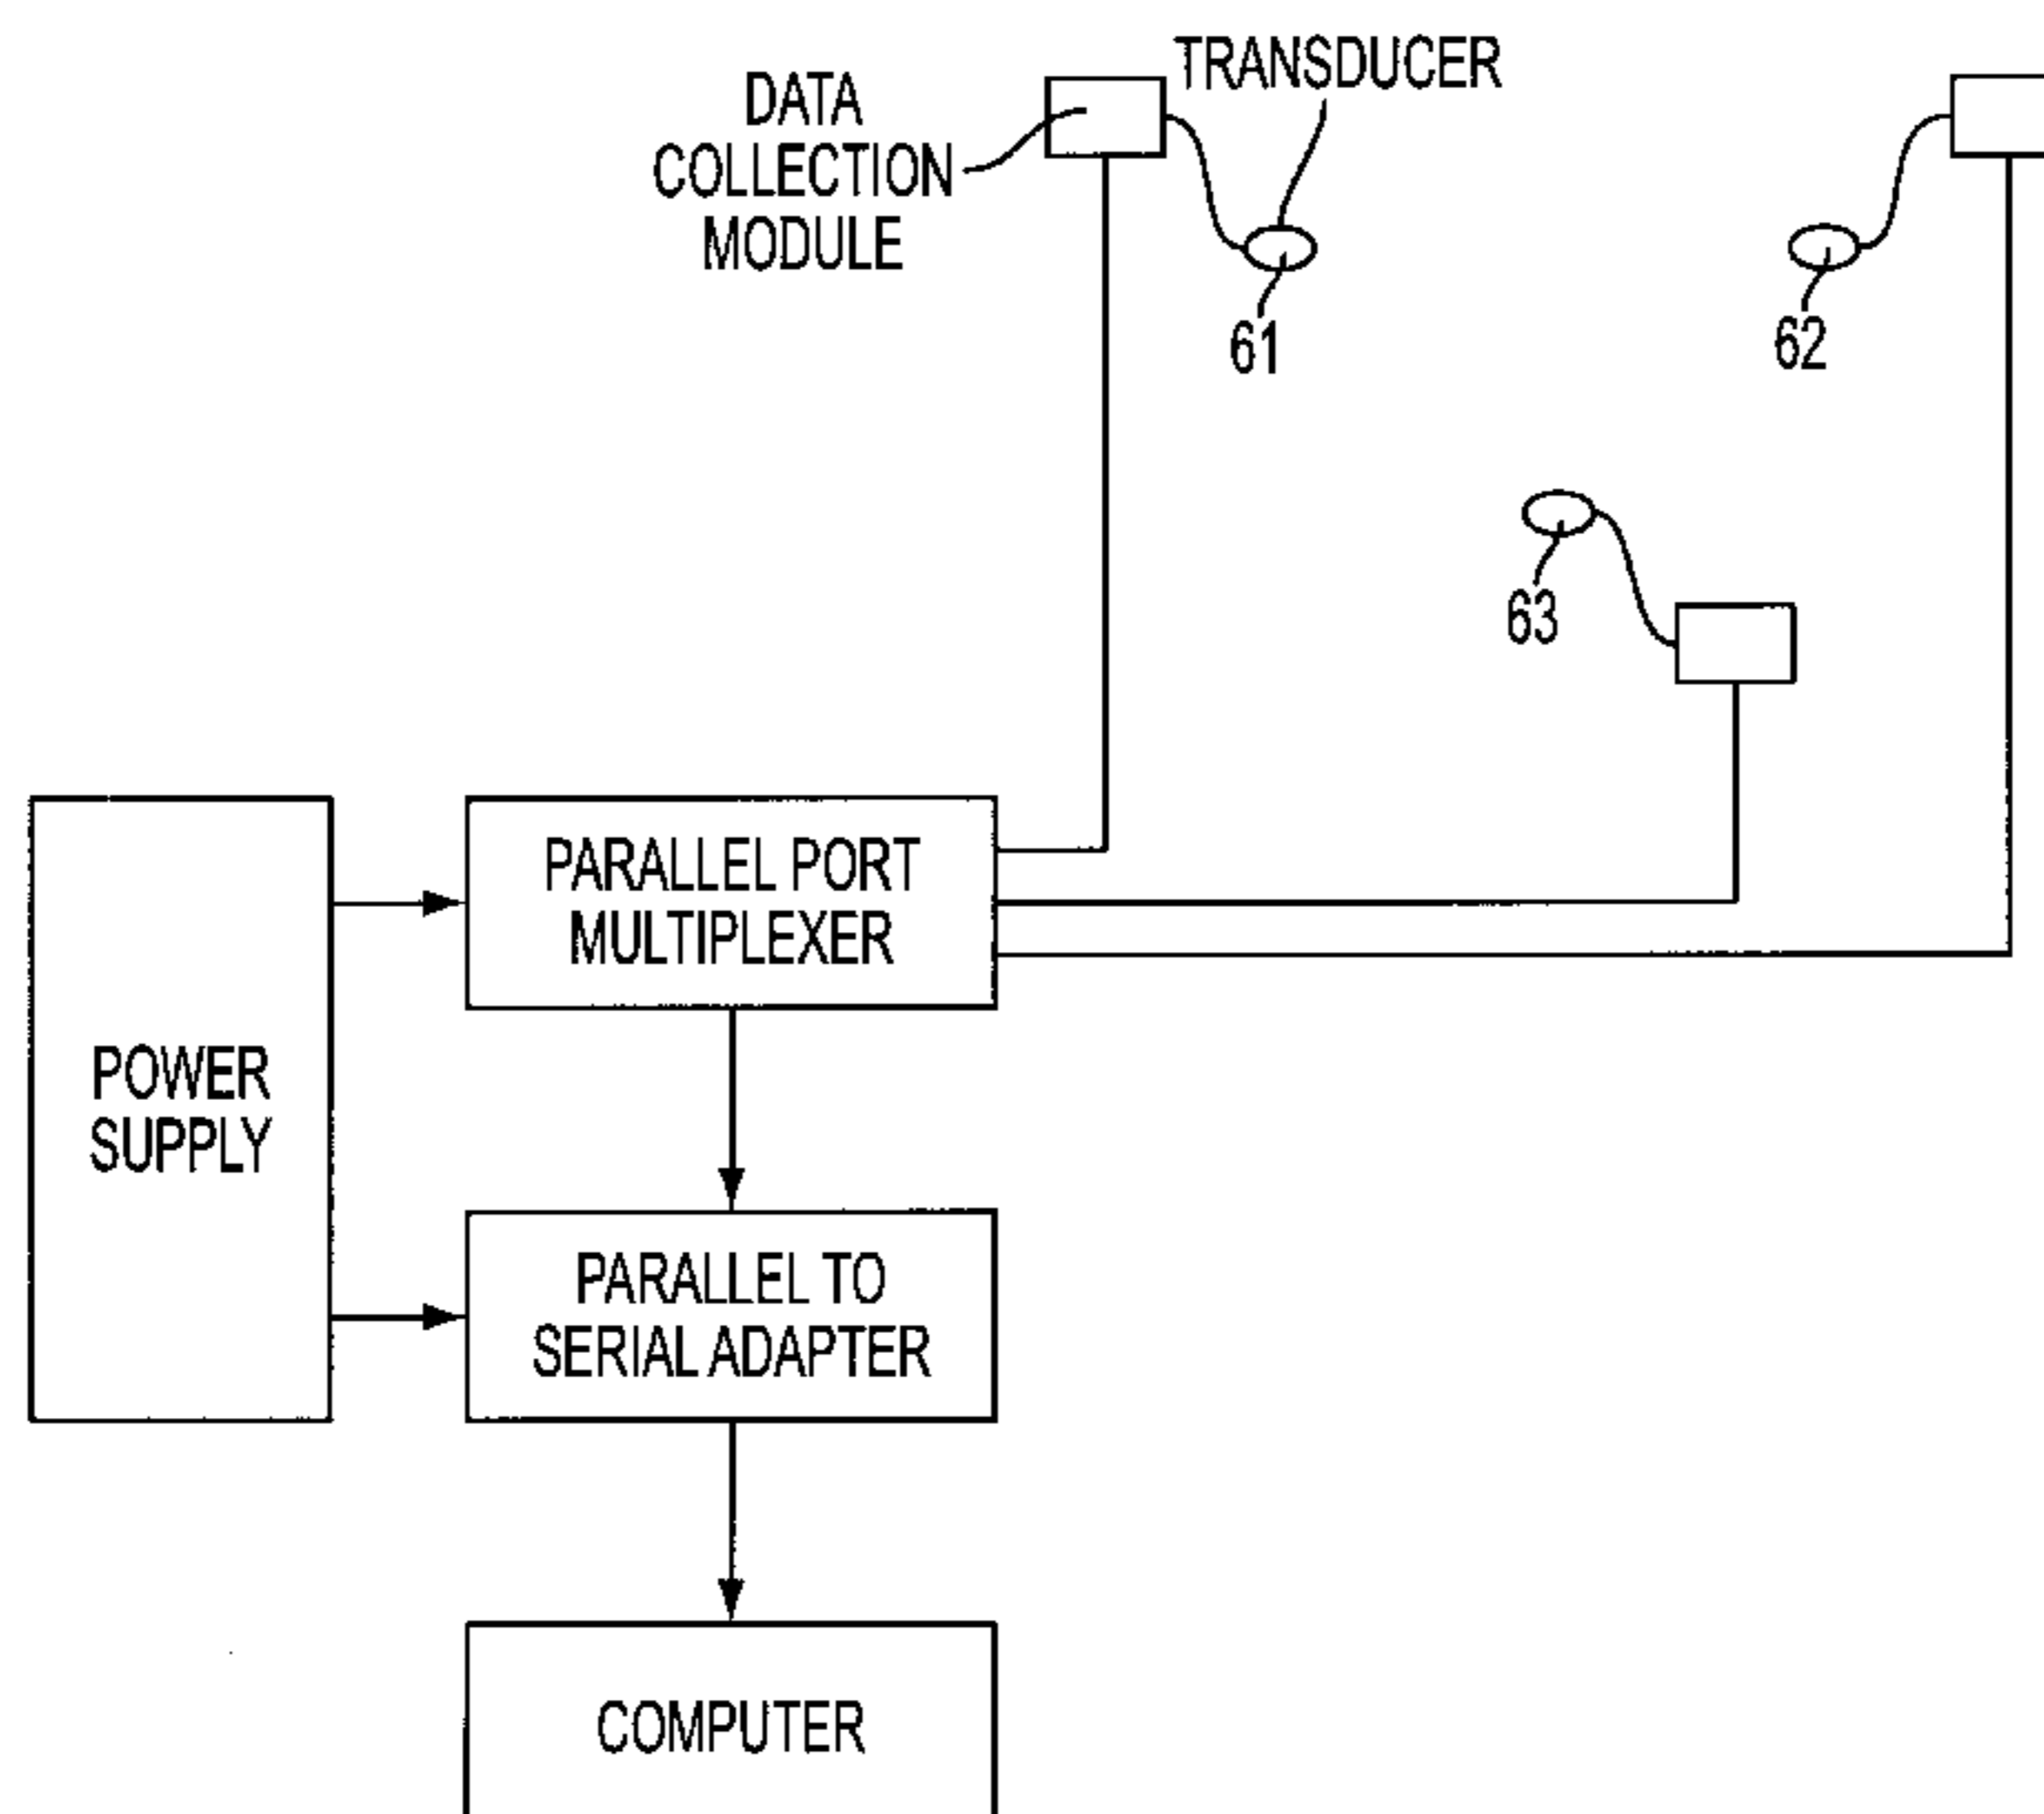 TRANSDUCER
DATA
COLLECTION
MODULE
61
62
63
PARALLEL PORT
MULTIPLEXER
POWER
SUPPLY
PARALLEL TO
SERIAL ADAPTER
COMPUTER